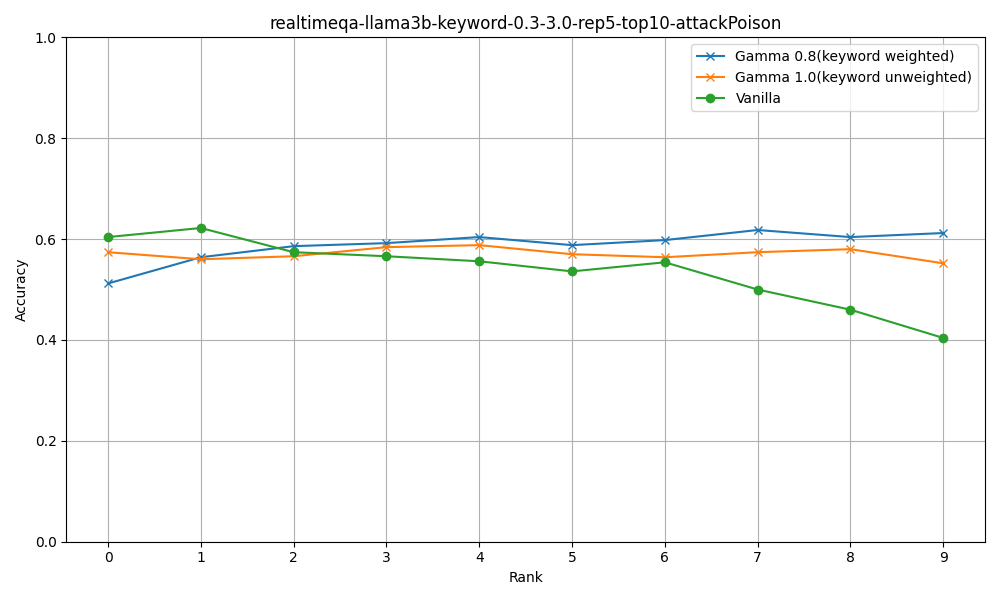 realtimeqa-llama3b-keyword-0.3-3.0-rep5-top10-attackPoison
Gamma 0.8(keyword weighted)
Gamma 1.0(keyword unweighted)
Vanilla
Accuracy
1.0
0.8
0.6
0.4
0.2
0.0
0 1 2 3 4 5 6 7 8 9
Rank